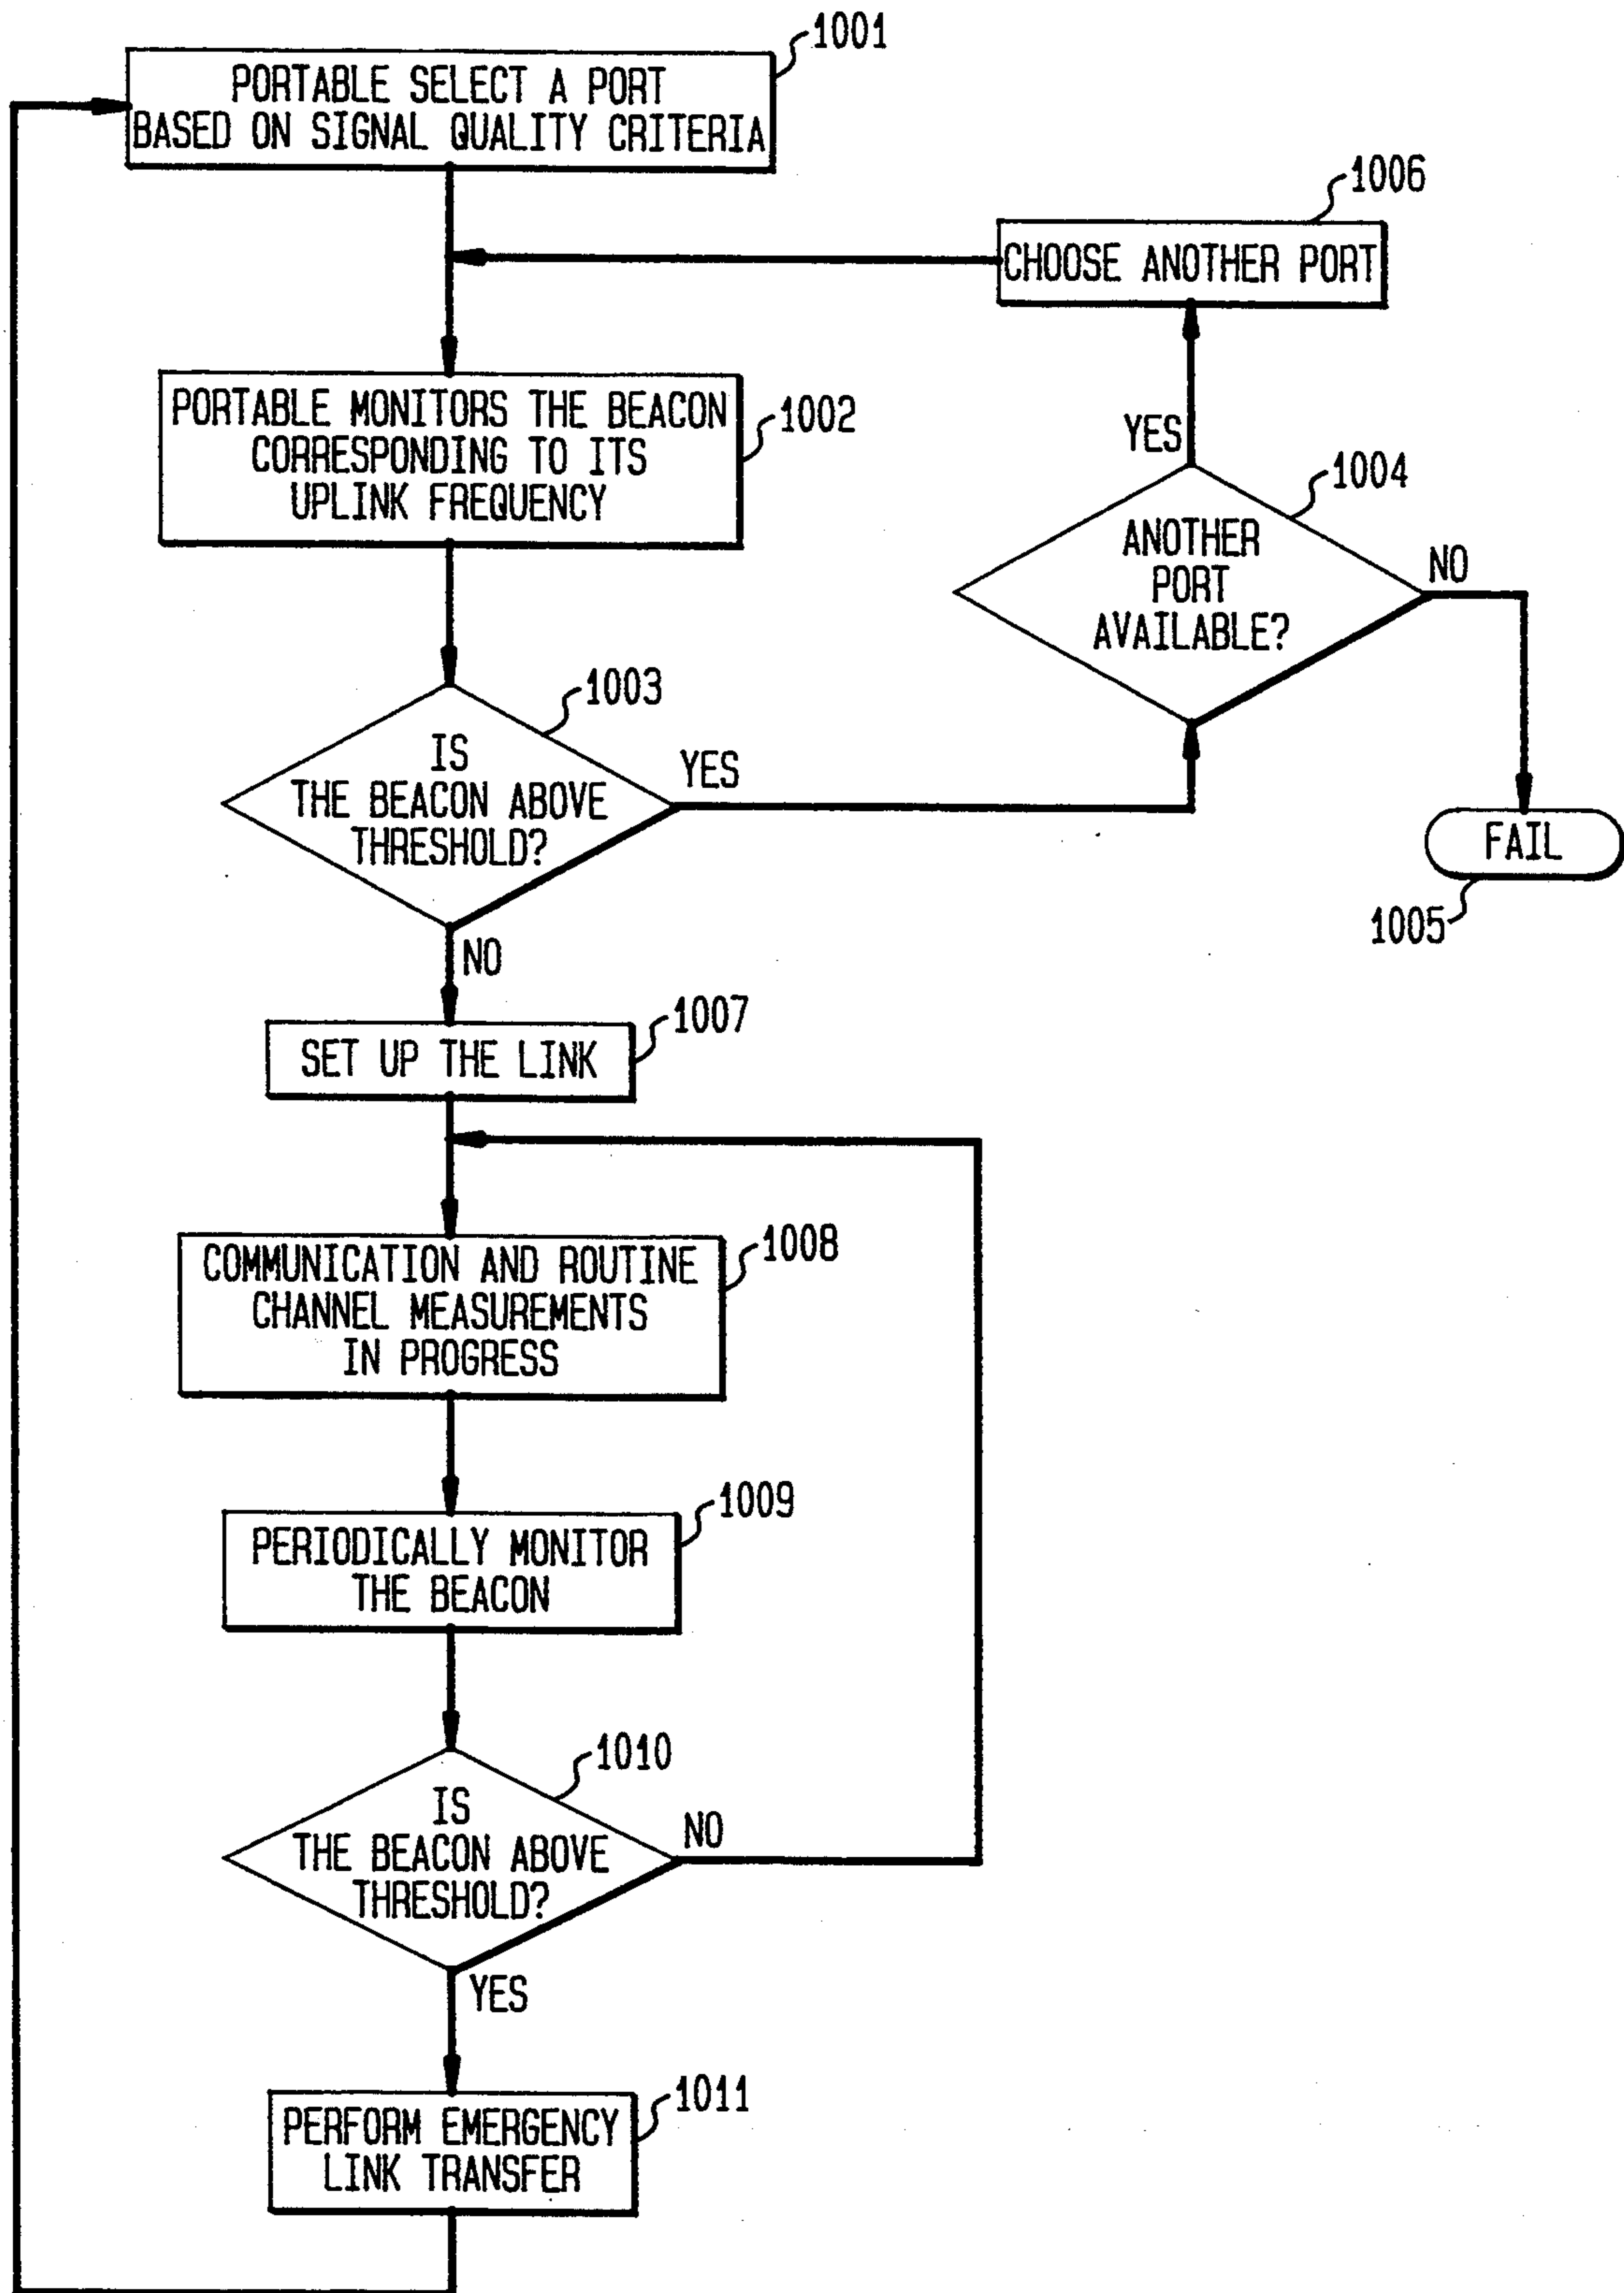 1001
PORTABLE SELECT A PORT
BASED ON SIGNAL QUALITY CRITERIA
1006
CHOOSE ANOTHER PORT
PORTABLE MONITORS THE BEACON
CORRESPONDING TO ITS
UPLINK FREQUENCY
1002
YES
1004
ANOTHER
PORT
AVAILABLE?
NO
1003
IS
THE BEACON ABOVE
THRESHOLD?
YES
FAIL
1005
NO
1007
SET UP THE LINK
1008
COMMUNICATION AND ROUTINE
CHANNEL MEASUREMENTS
IN PROGRESS
1009
PERIODICALLY MONITOR
THE BEACON
1010
IS
THE BEACON ABOVE
THRESHOLD?
NO
YES
1011
PERFORM EMERGENCY
LINK TRANSFER